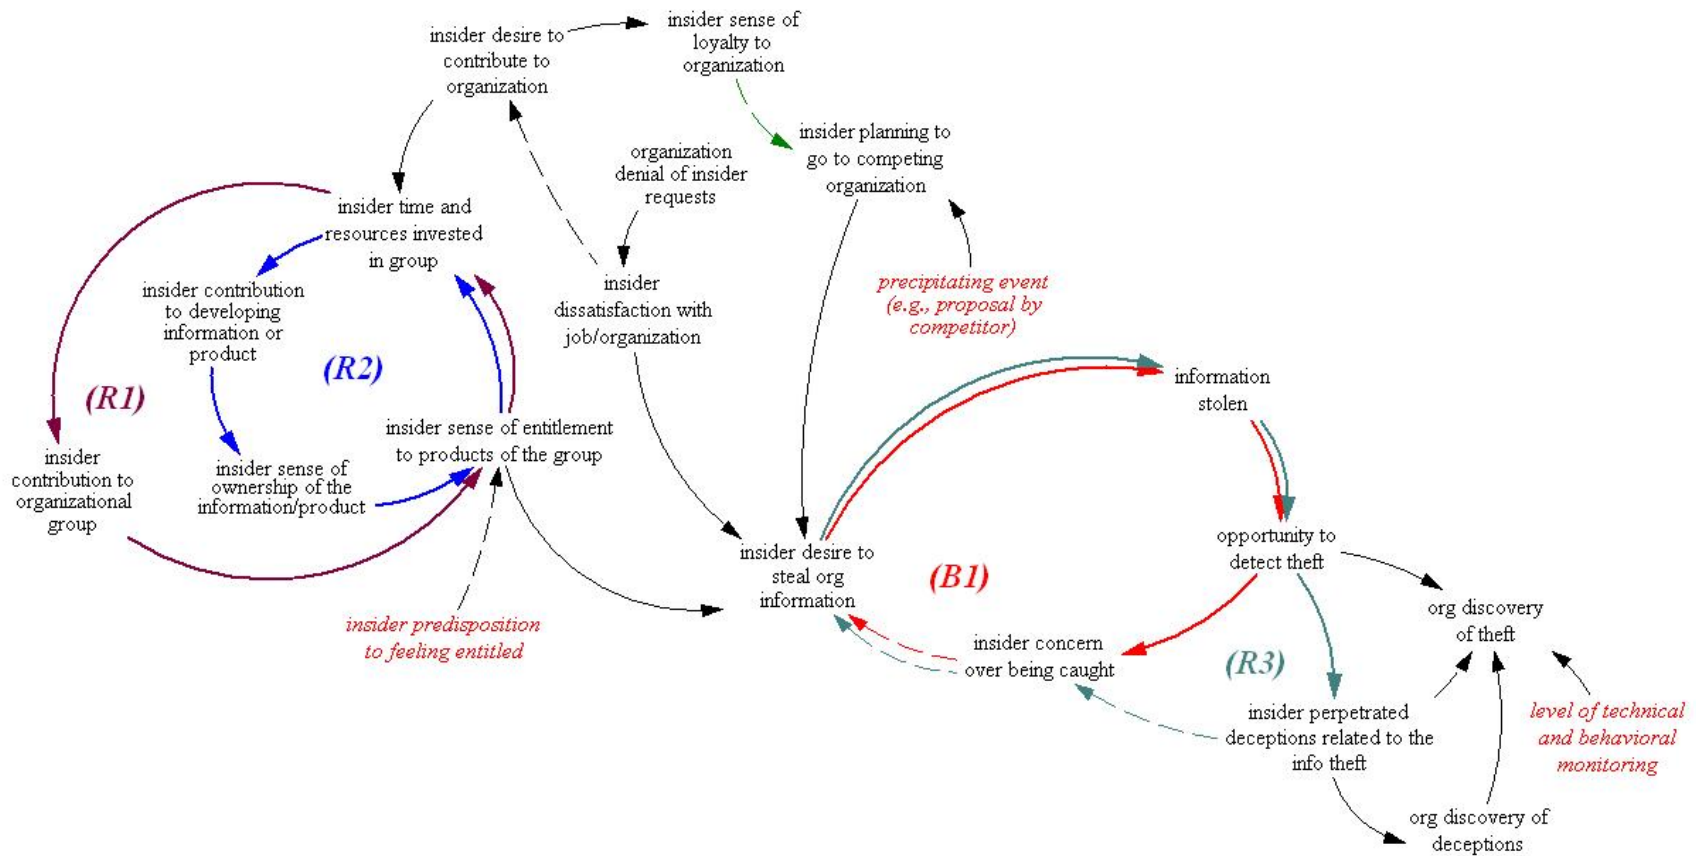 insider desire to
contribute to
organization
insider sense of
loyalty to
organization
insider planning to
go to competing
organization
organization
denial of insider
requests
insider time and
resources invested
in group
insider
dissatisfaction with
job/organization
precipitating event
(e.g., proposal by
competitor)
insider contribution
to developing
information or
product
(R2)
(R1)
information
stolen
insider sense of entitlement
to products of the group
insider
contribution to
organizational
group
insider sense of
ownership of the
information/product
insider desire to
steal org
information
(B1)
opportunity to
detect theft
insider predisposition
to feeling entitled
insider concern
over being caught
(R3)
org discovery
of theft
insider perpetrated
deceptions related to the
info theft
level of technical
and behavioral
monitoring
org discovery of
deceptions